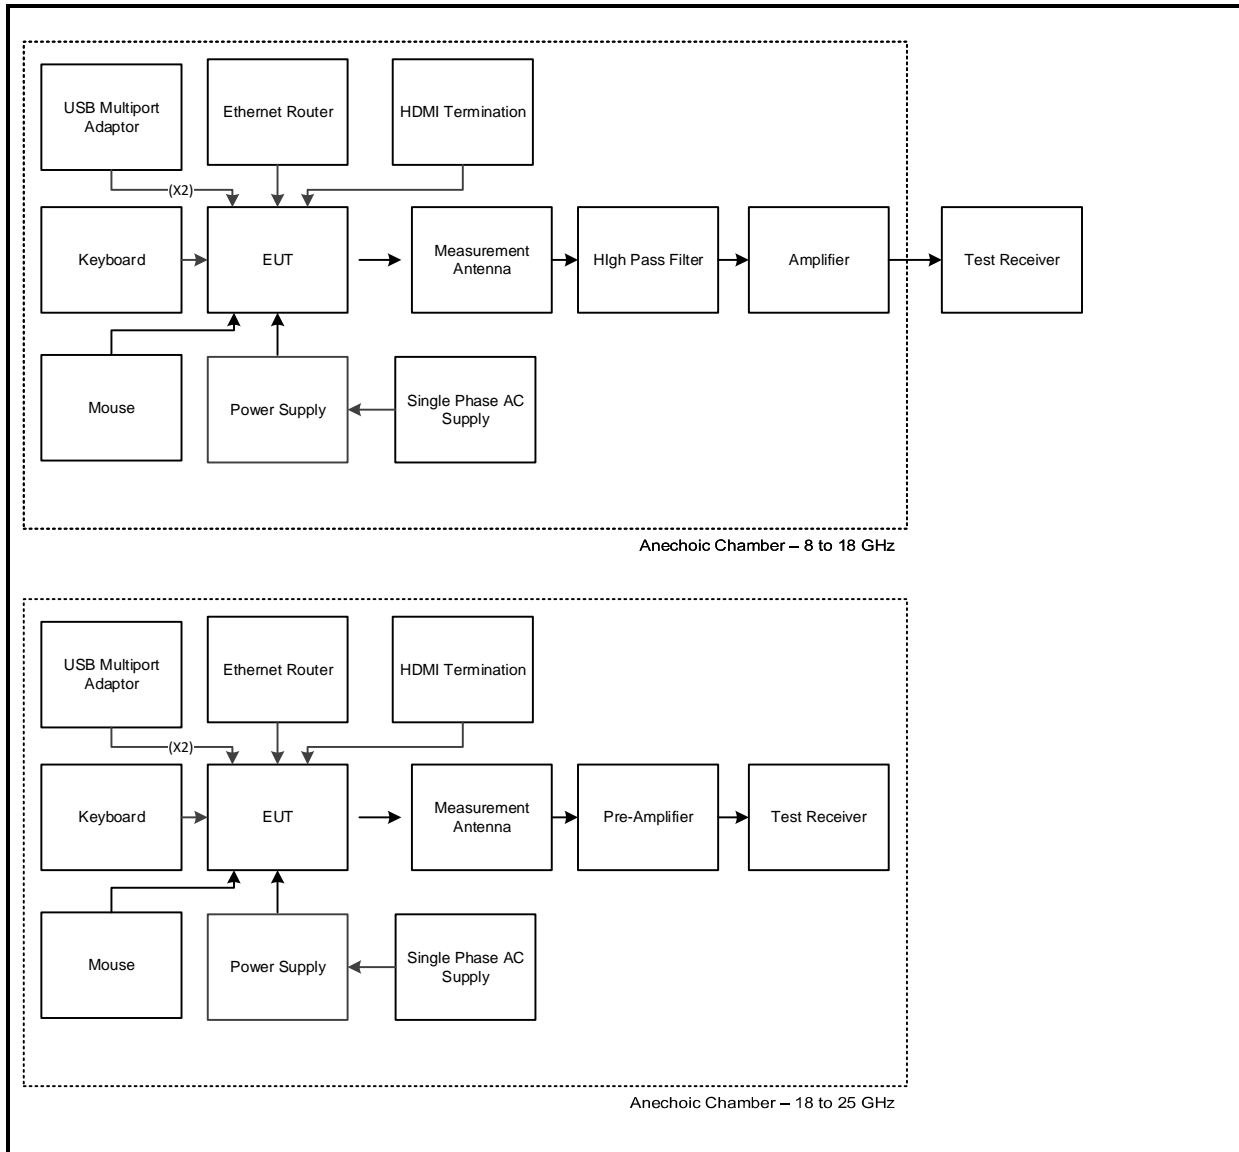 USB Multiport
Adaptor
Ethernet Router
HDMI Termination
(X2)
Keyboard
EUT
Measurement
Antenna
HIgh Pass Filter
Amplifier
Test Receiver
Mouse
Power Supply
Single Phase AC
Supply
Anechoic Chamber – 8 to 18 GHz
USB Multiport
Adaptor
Ethernet Router
HDMI Termination
(X2)
Keyboard
EUT
Measurement
Antenna
Pre-Amplifier
Test Receiver
Mouse
Power Supply
Single Phase AC
Supply
Anechoic Chamber – 18 to 25 GHz